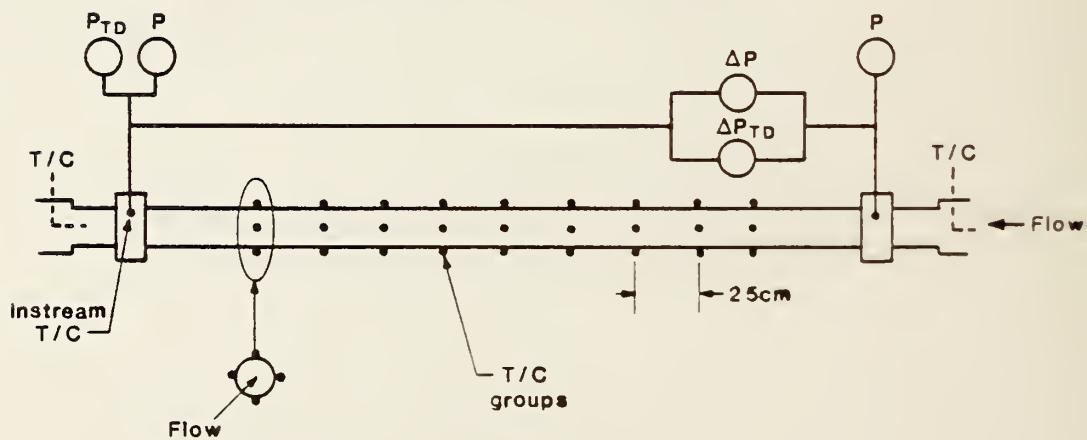 P_TD P
P
ΔP
ΔP_TD
T/C
T/C
Flow
Instream
T/C
25cm
T/C
groups
Flow